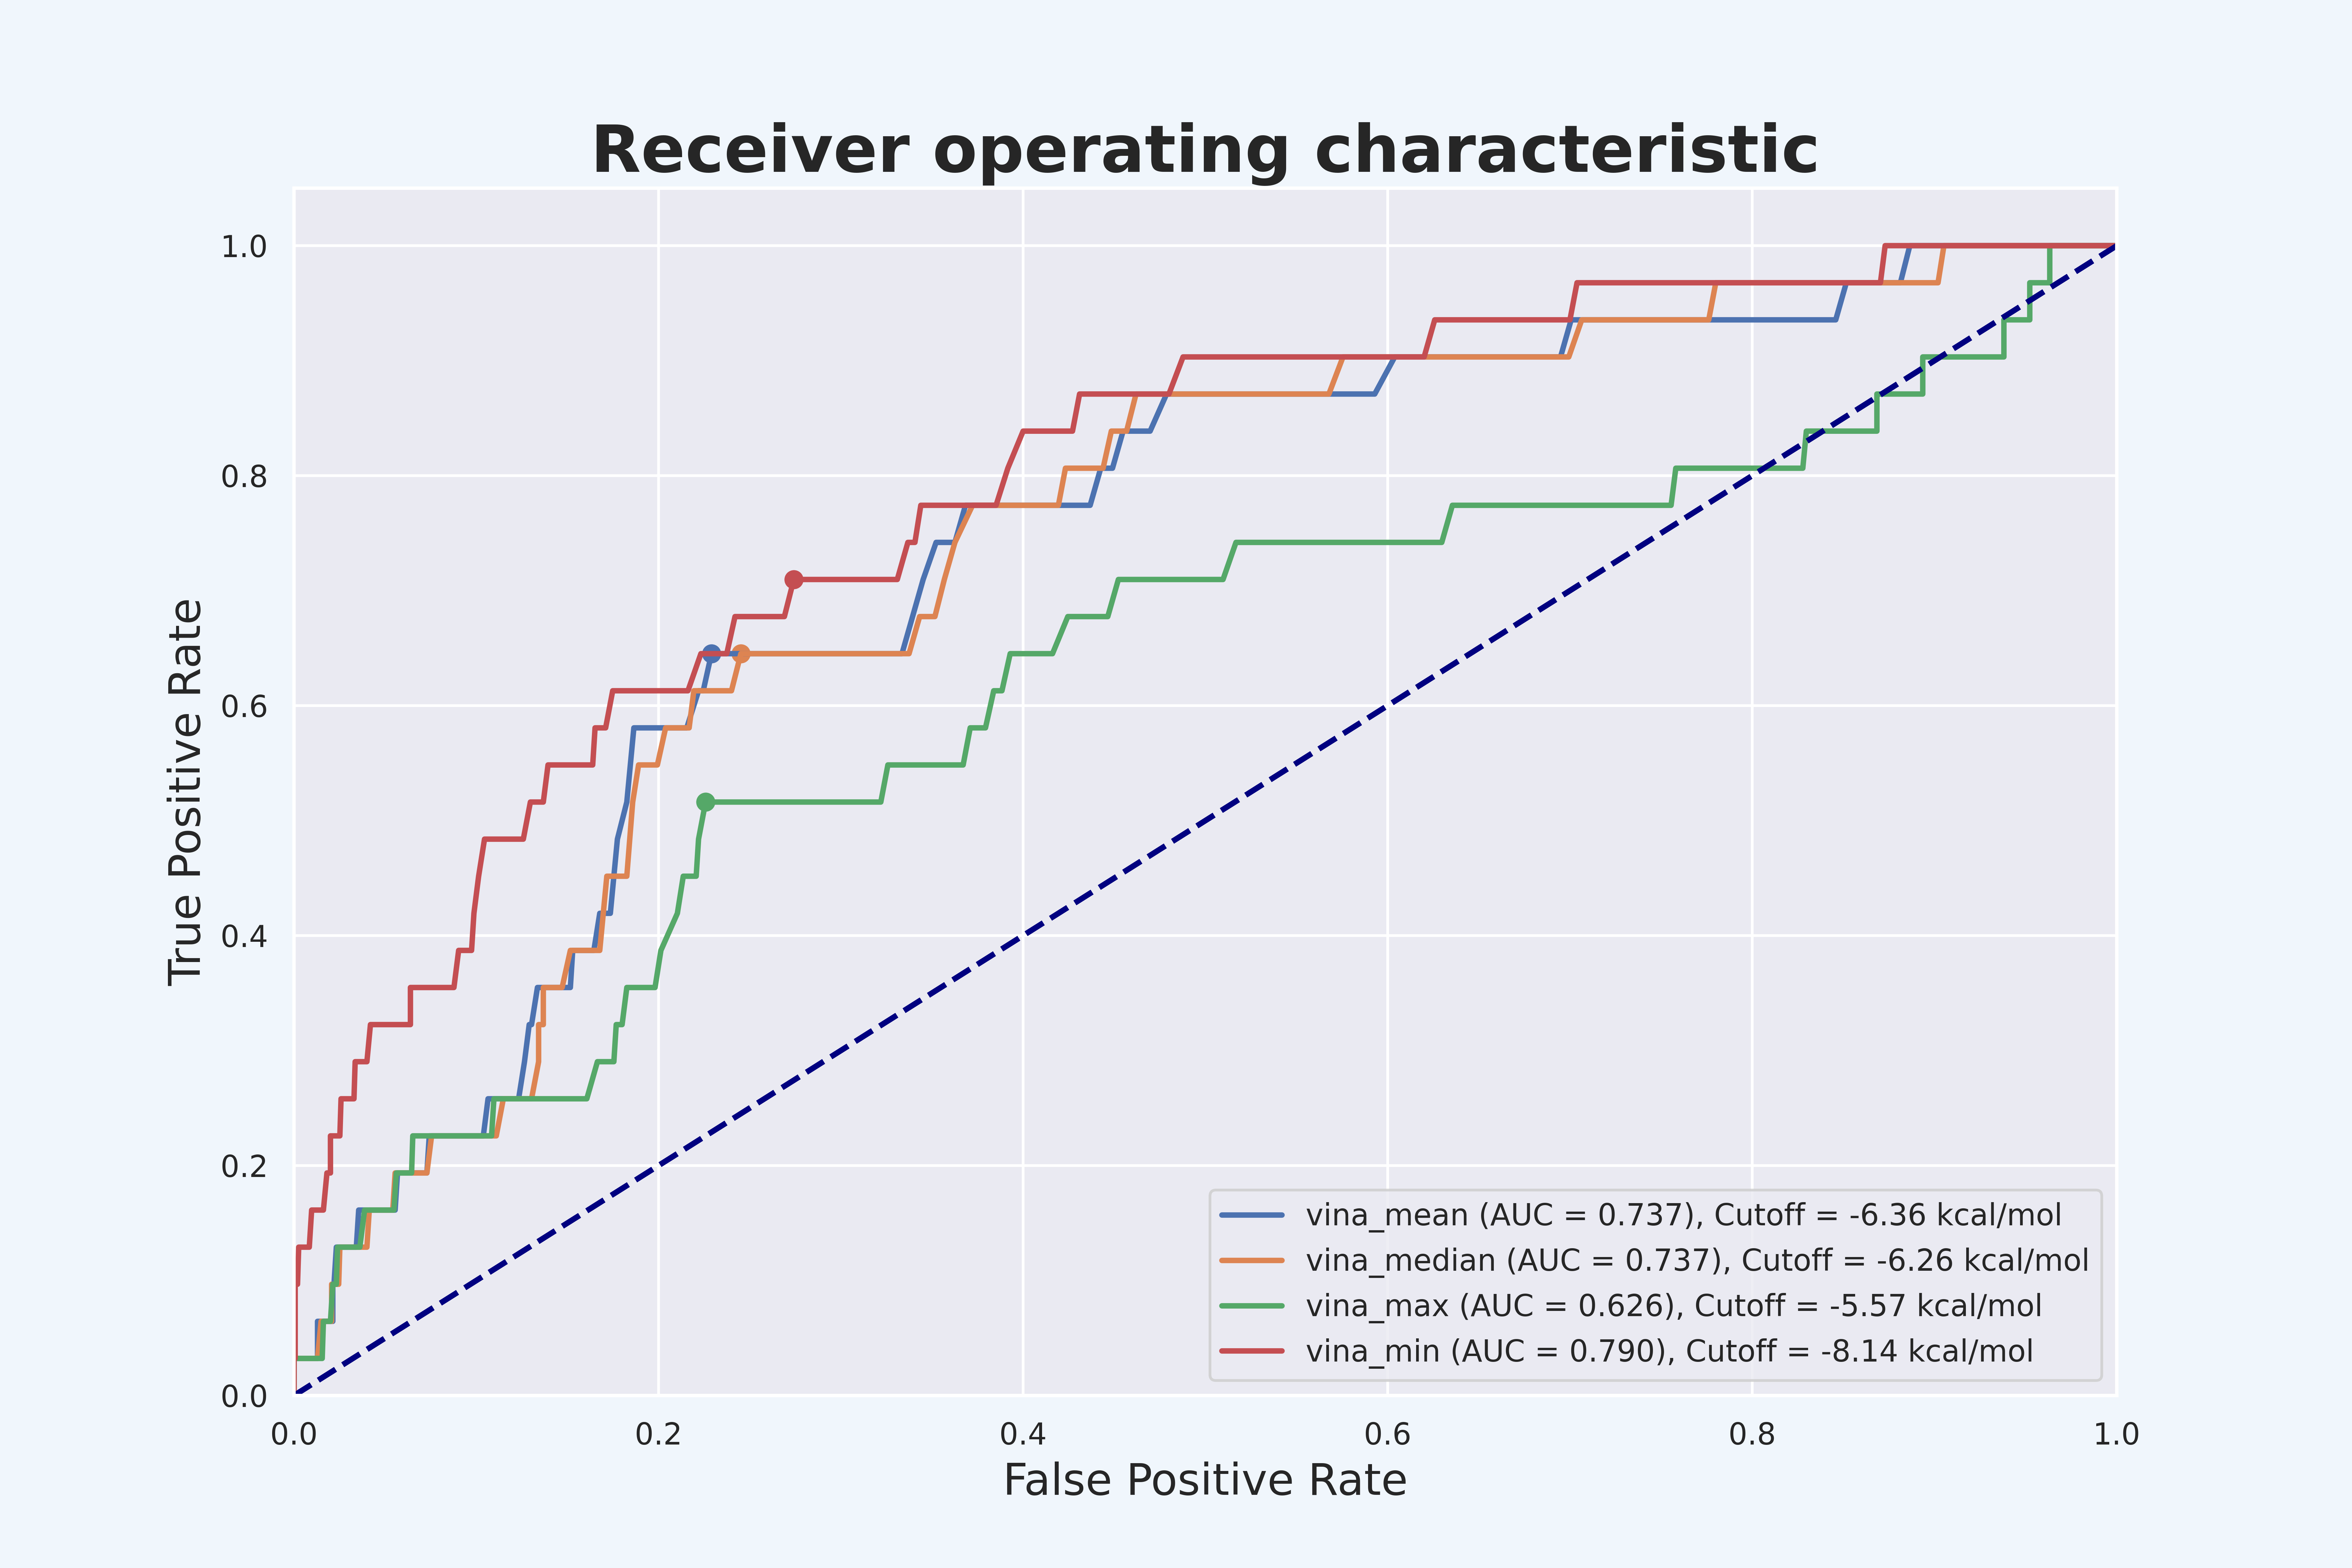 Receiver operating characteristic
True Positive Rate
1.0
0.8
0.6
0.4
0.2
0.0
0.0 0.2 0.4 0.6 0.8 1.0
False Positive Rate
vina_mean (AUC = 0.737), Cutoff = -6.36 kcal/mol
vina_median (AUC = 0.737), Cutoff = -6.26 kcal/mol
vina_max (AUC = 0.626), Cutoff = -5.57 kcal/mol
vina_min (AUC = 0.790), Cutoff = -8.14 kcal/mol